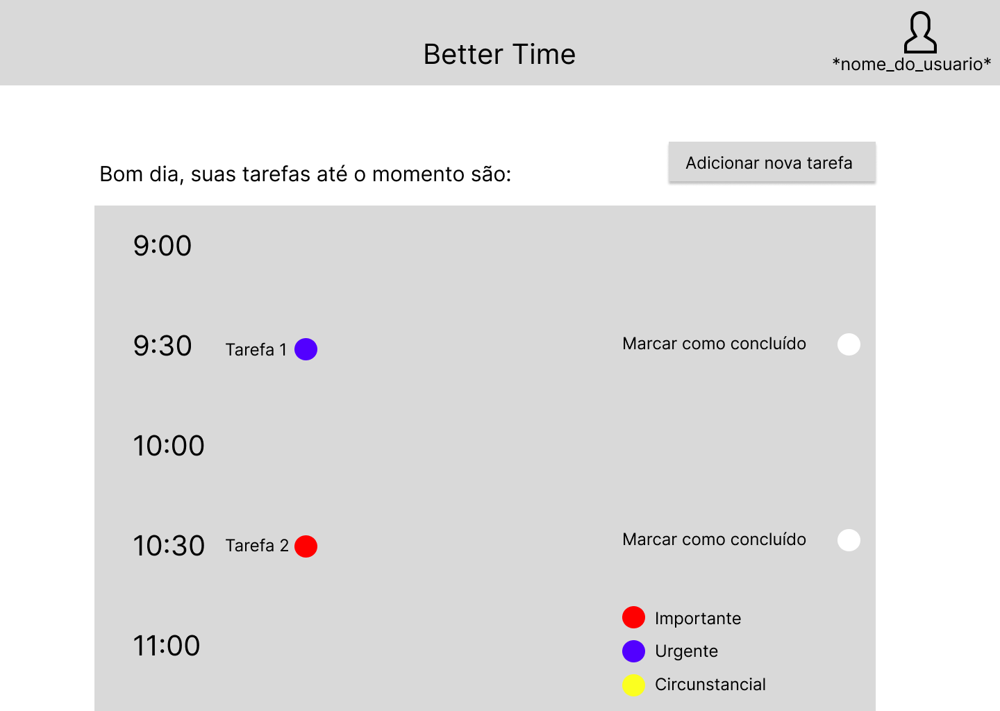 Better Time
*nome_do_usuario*
Adicionar nova tarefa
Bom dia, suas tarefas até o momento são:
9:00
9:30 Tarefa 1 Marcar como concluído
10:00
10:30 Tarefa 2 Marcar como concluído
11:00
Importante
Urgente
Circunstancial